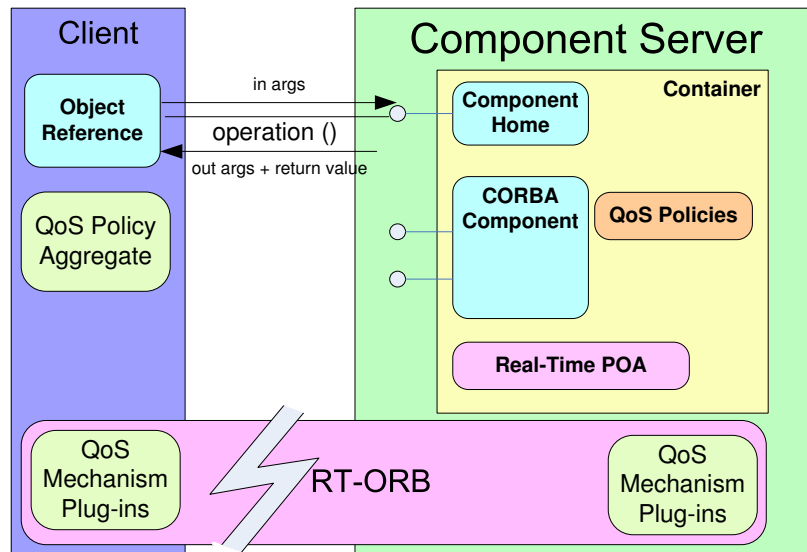 Client
Component Server
Object
Reference
in args
operation ()
out args + return value
Container
Component
Home
QoS Policy
Aggregate
CORBA
Component
QoS Policies
Real-Time POA
QoS
Mechanism
Plug-ins
RT-ORB
QoS
Mechanism
Plug-ins